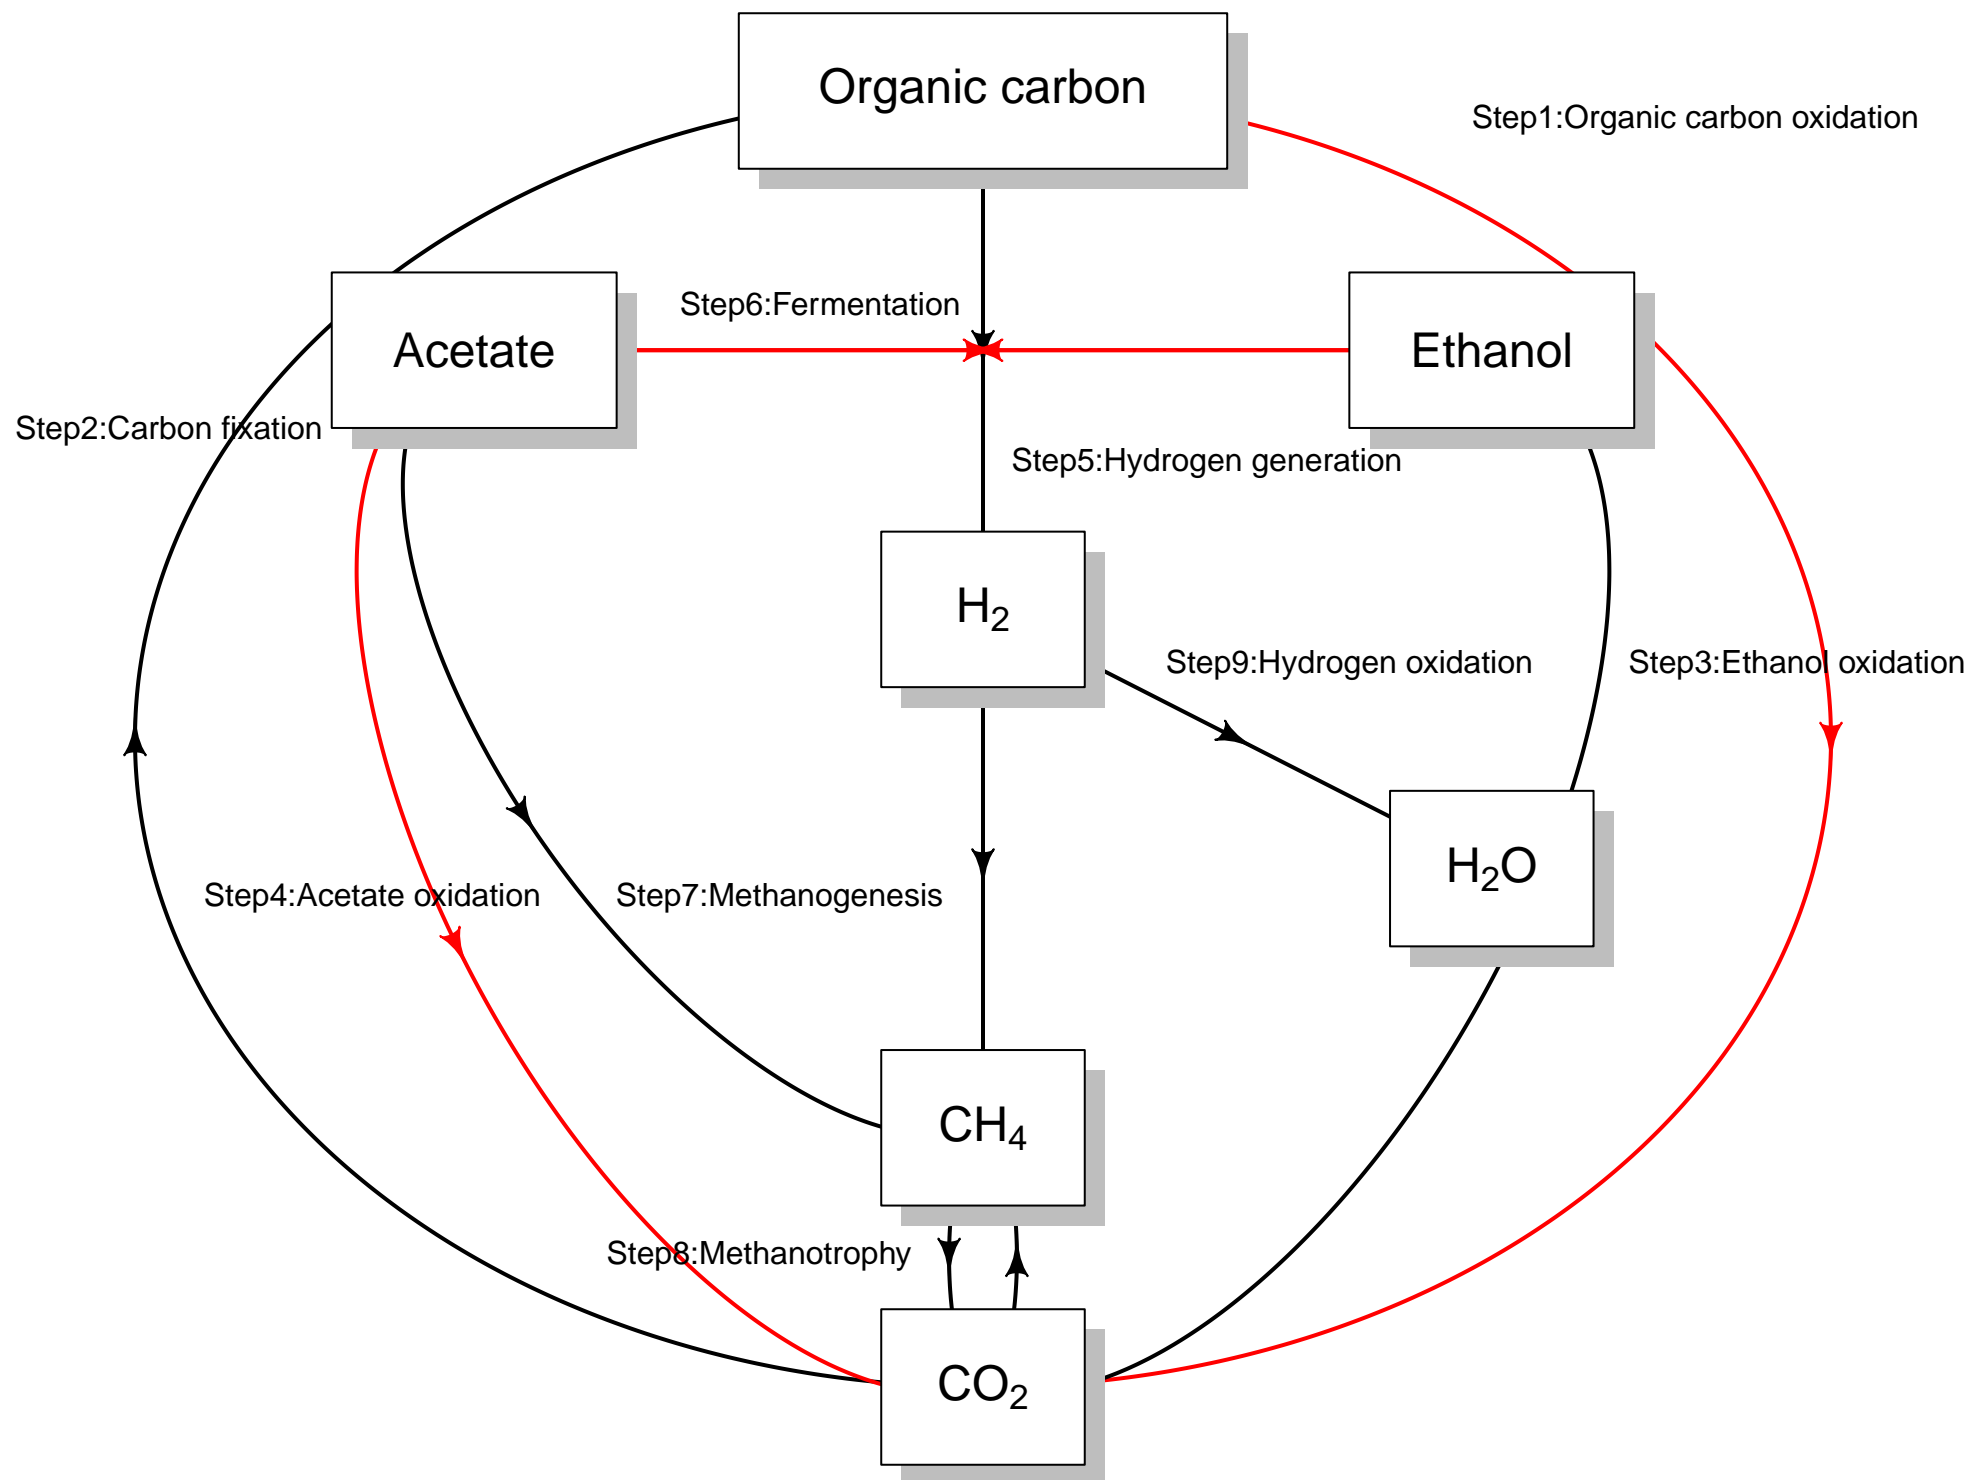 Organic carbon
Step1:Organic carbon oxidation
Step6:Fermentation
Acetate
Ethanol
Step2:Carbon fixation
Step5:Hydrogen generation
H₂
Step9:Hydrogen oxidation
Step3:Ethanol oxidation
H₂O
Step4:Acetate oxidation
Step7:Methanogenesis
CH₄
Step8:Methanotrophy
CO₂